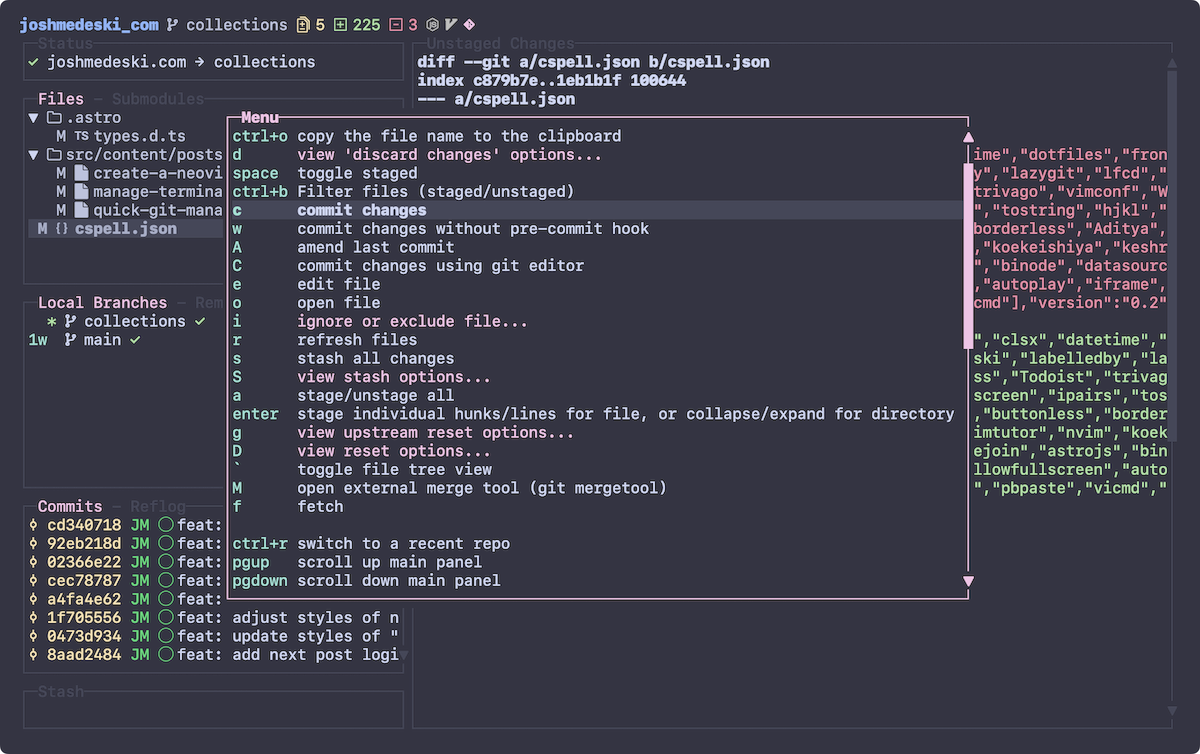 joshmedeski_com collections 5 225 3
Status
✓ joshmedeski.com → collections
Files – Submodules
▼ .astro
M TS types.d.ts
▼ src/content/posts
M create-a-neovi
M manage-termina
M quick-git-mana
M {} cspell.json
Local Branches – Rem
* collections ✓
1w main ✓
Commits – Reflog
cd340718 JM feat:
92eb218d JM feat:
02366e22 JM feat:
cec78787 JM feat:
a4fa4e62 JM feat:
1f705556 JM feat: adjust styles of n
0473d934 JM feat: update styles of "
8aad2484 JM feat: add next post logi
Stash
Unstaged Changes
diff --git a/cspell.json b/cspell.json
index c879b7e..1eb1b1f 100644
--- a/cspell.json
Menu
ctrl+o copy the file name to the clipboard
d view 'discard changes' options...
space toggle staged
ctrl+b Filter files (staged/unstaged)
c commit changes
w commit changes without pre-commit hook
A amend last commit
C commit changes using git editor
e edit file
o open file
i ignore or exclude file...
r refresh files
s stash all changes
S view stash options...
a stage/unstage all
enter stage individual hunks/lines for file, or collapse/expand for directory
g view upstream reset options...
D view reset options...
` toggle file tree view
M open external merge tool (git mergetool)
f fetch
ctrl+r switch to a recent repo
pgup scroll up main panel
pgdown scroll down main panel
ime","dotfiles","fron
y","lazygit","lfcd","
trivago","vimconf","W
","tostring","hjkl","
borderless","Aditya",
,"koekeishiya","keshr
","binode","datasourc
,"autoplay","iframe",
cmd"],"version":"0.2"
","clsx","datetime","
ski","labelledby","la
ss","Todoist","trivag
screen","ipairs","tos
,"buttonless","border
imtutor","nvim","koek
ejoin","astrojs","bin
llowfullscreen","auto
","pbpaste","vicmd","